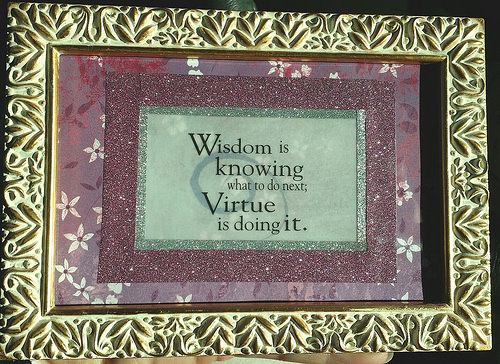 Wisdom is
knowing
what to do next;
Virtue
is doing it.